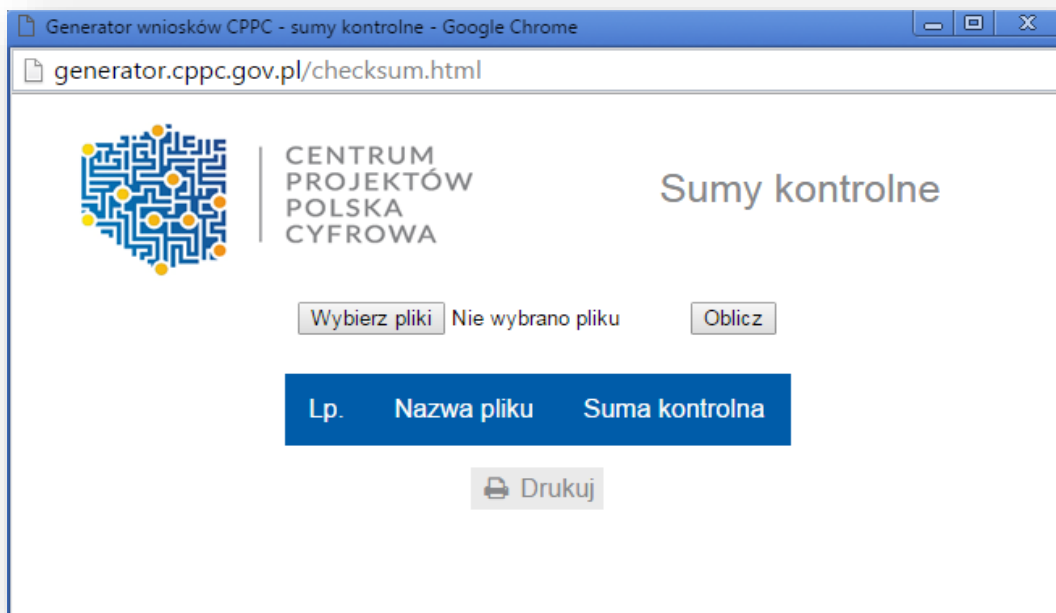 Generator wniosków CPPC - sumy kontrolne - Google Chrome
generator.cppc.gov.pl/checksum.html
CENTRUM
PROJEKTÓW
POLSKA
CYFROWA
Sumy kontrolne
Wybierz pliki Nie wybrano pliku Oblicz
Lp. Nazwa pliku Suma kontrolna
Drukuj